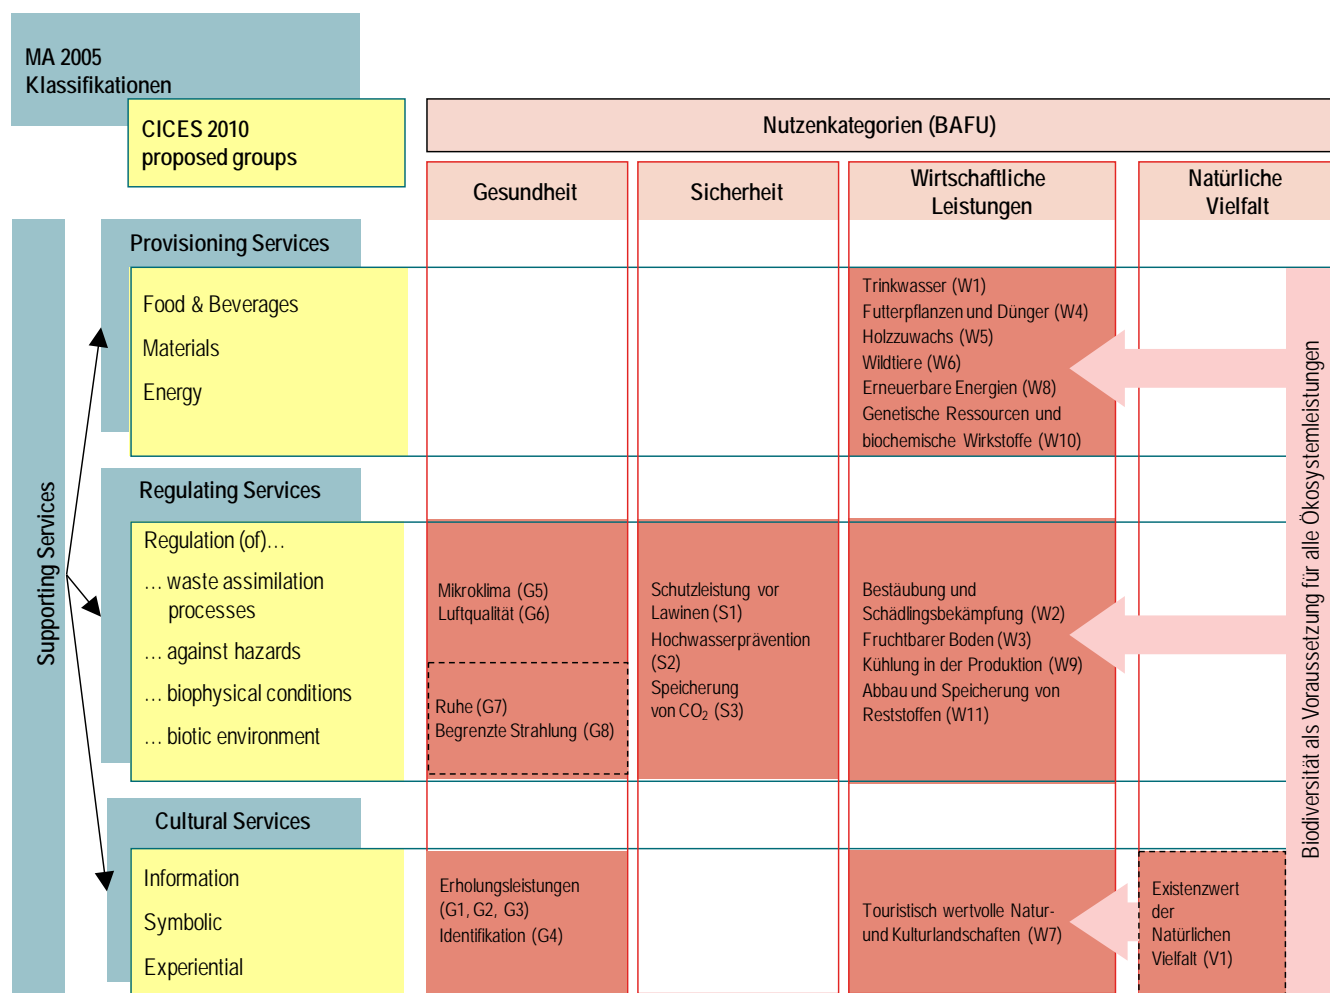 MA 2005
Klassifikationen
CICES 2010
proposed groups
Nutzenkategorien (BAFU)
Gesundheit
Sicherheit
Wirtschaftliche
Leistungen
Natürliche
Vielfalt
Supporting Services
Provisioning Services
Food & Beverages
Materials
Energy
Trinkwasser (W1)
Futterpflanzen und Dünger (W4)
Holzzuwachs (W5)
Wildtiere (W6)
Erneuerbare Energien (W8)
Genetische Ressourcen und
biochemische Wirkstoffe (W10)
Regulating Services
Regulation (of)…
… waste assimilation
processes
… against hazards
… biophysical conditions
… biotic environment
Mikroklima (G5)
Luftqualität (G6)
Ruhe (G7)
Begrenzte Strahlung (G8)
Schutzleistung vor
Lawinen (S1)
Hochwasserprävention
(S2)
Speicherung
von CO₂ (S3)
Bestäubung und
Schädlingsbekämpfung (W2)
Fruchtbarer Boden (W3)
Kühlung in der Produktion (W9)
Abbau und Speicherung von
Reststoffen (W11)
Cultural Services
Information
Symbolic
Experiential
Erholungsleistungen
(G1, G2, G3)
Identifikation (G4)
Touristisch wertvolle Natur-
und Kulturlandschaften (W7)
Existenzwert
der
Natürlichen
Vielfalt (V1)
Biodiversität als Voraussetzung für alle Ökosystemleistungen